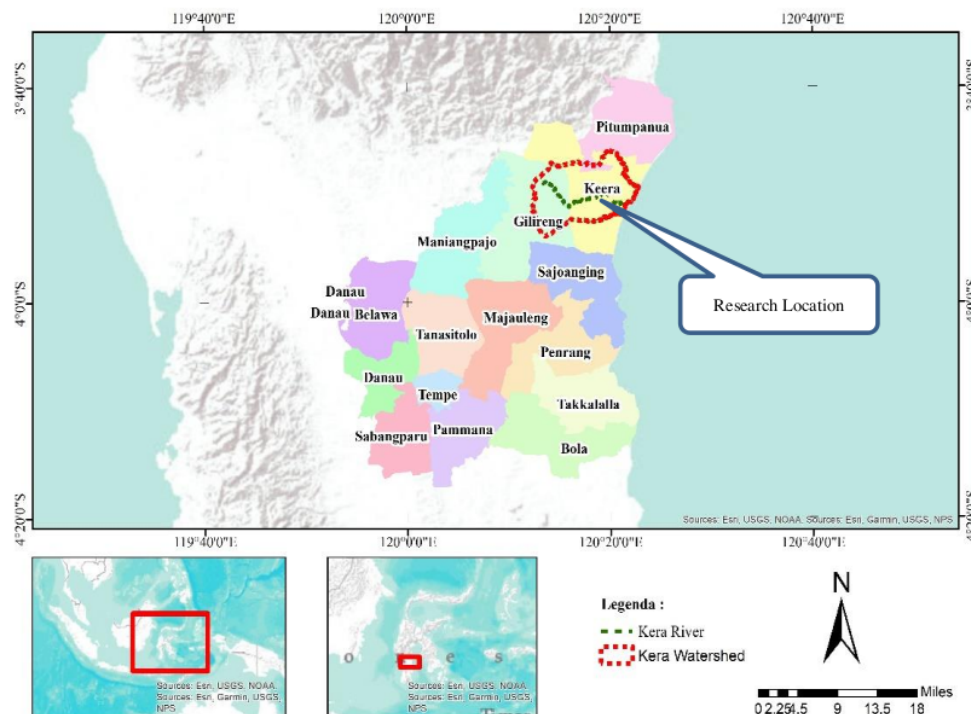 119°40'0"E 120°0'0"E 120°20'0"E 120°40'0"E
3°40'0"S
Pitumpanua
Keera
Gilireng
Maniangpajo
Sajoanging
Research Location
4°0'0"S
Danau
Danau Belawa
Majauleng
Tanasitolo
Penrang
Danau
Tempe
Takkalalla
Sabangparu
Pammana
Bola
4°20'0"S
Sources: Esri, USGS, NOAA. Sources: Esri, Garmin, USGS, NPS
119°40'0"E 120°0'0"E 120°20'0"E 120°40'0"E
Sources: Esri, USGS, NOAA.
Sources: Esri, Garmin, USGS,
NPS
o e s
Sources: Esri, USGS, NOAA.
Sources: Esri, Garmin, USGS,
NPS
Legenda :
Kera River
Kera Watershed
N
Miles
0 2.25 4.5 9 13.5 18